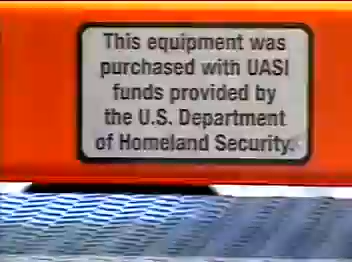 This equipment was
purchased with UASI
funds provided by
the U.S. Department
of Homeland Security.